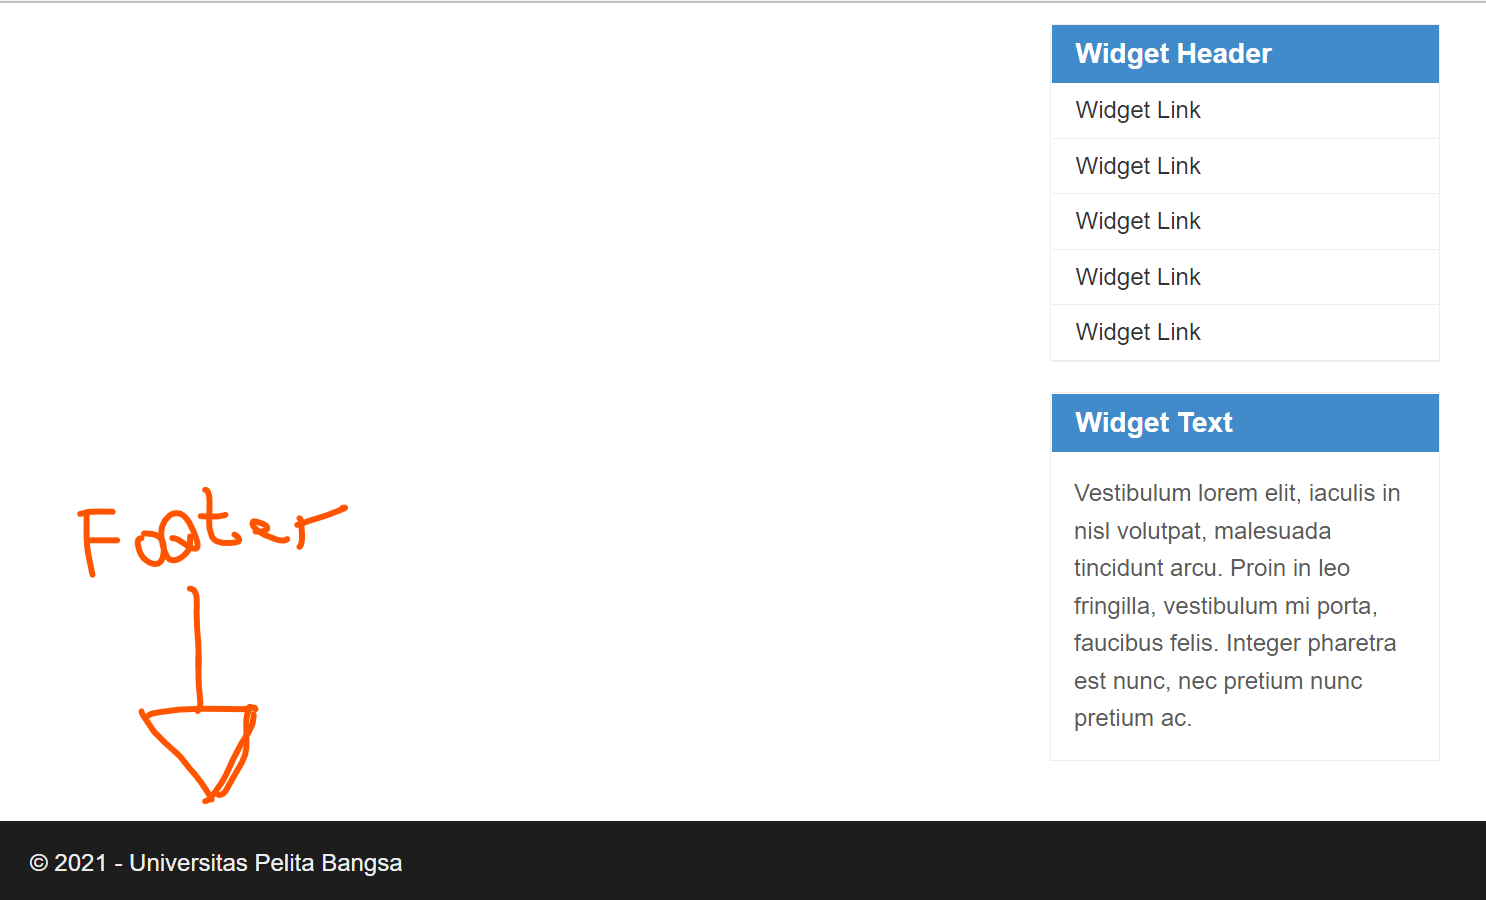 Widget Header
Widget Link
Widget Link
Widget Link
Widget Link
Widget Link
Widget Text
Vestibulum lorem elit, iaculis in
nisl volutpat, malesuada
tincidunt arcu. Proin in leo
fringilla, vestibulum mi porta,
faucibus felis. Integer pharetra
est nunc, nec pretium nunc
pretium ac.
Footer
© 2021 - Universitas Pelita Bangsa